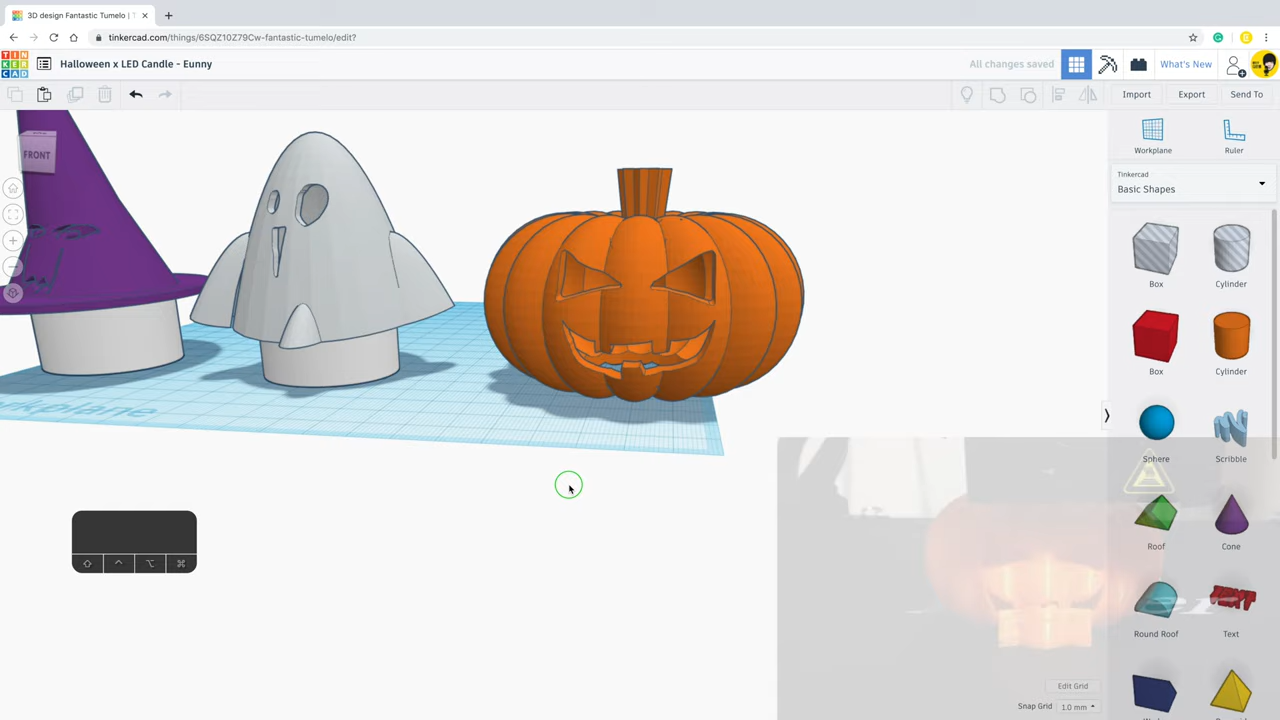 3D design Fantastic Tumelo | T
tinkercad.com/things/6SQZ10Z79Cw-fantastic-tumelo/edit?
TIN
KER
CAD
Halloween x LED Candle - Eunny
All changes saved
What's New
Import
Export
Send To
FRONT
Workplane
Ruler
Tinkercad
Basic Shapes
Box
Cylinder
Box
Cylinder
Sphere
Scribble
Roof
Cone
Round Roof
Text
TEXT
Edit Grid
Snap Grid
1.0 mm